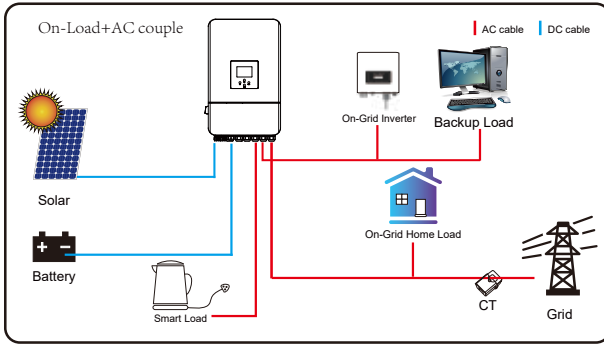 On-Load+AC couple
AC cable
DC cable
On-Grid Inverter
Backup Load
Solar
On-Grid Home Load
Battery
Smart Load
CT
Grid